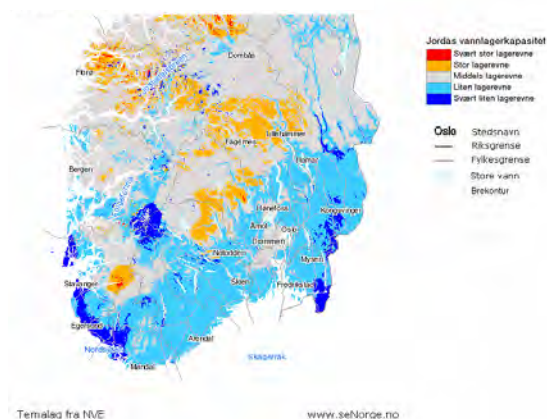 Jordas vannlagerkapasitet
Svært stor lagerevne
Stor lagerevne
Middels lagerevne
Liten lagerevne
Svært liten lagerevne
Oslo Stedsnavn
Riksgrense
Fylkesgrense
Store vann
Brekontur
Dombås
Florø
Lillehammer
Fagernes
Hamar
Bergen
Hønefoss
Kongsvinger
Åmot
Oslo
Drammen
Notodden
Mysen
Stavanger
Skien
Fredrikstad
Egersund
Arendal
Mandal
Skagerrak
Temalag fra NVE
www.seNorge.no